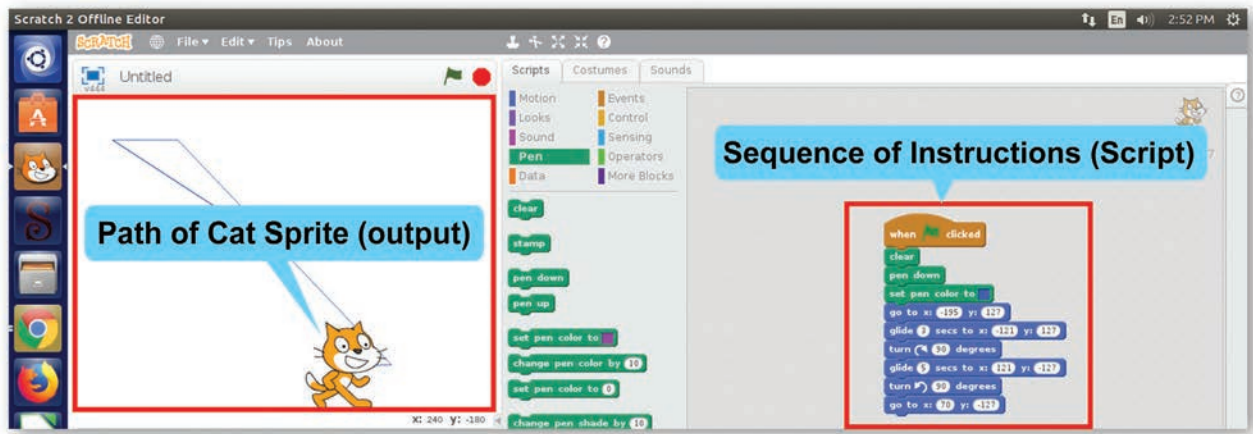 Scratch 2 Offline Editor
En
2:52 PM
SCRATCH File Edit Tips About
v444
Untitled
Path of Cat Sprite (output)
X: 240 y: -180
Scripts Costumes Sounds
Motion Events
Looks Control
Sound Sensing
Pen Operators
Data More Blocks
clear
stamp
pen down
pen up
set pen color to
change pen color by 10
set pen color to 0
change pen shade by 10
Sequence of Instructions (Script)
when clicked
clear
pen down
set pen color to
go to x: -195 y: 127
glide 3 secs to x: -121 y: 127
turn 90 degrees
glide 5 secs to x: 121 y: -127
turn 90 degrees
go to x: 70 y: -127